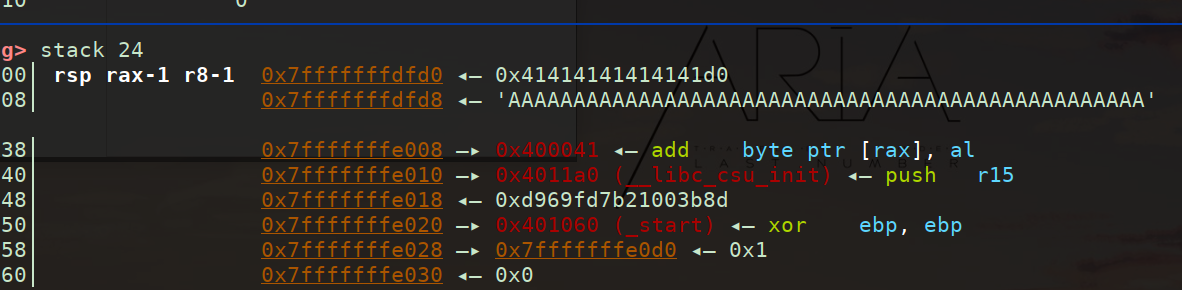 10 0
g> stack 24
00│ rsp rax-1 r8-1 0x7fffffffdfd0 ◂— 0x41414141414141d0
08│ 0x7fffffffdfd8 ◂— 'AAAAAAAAAAAAAAAAAAAAAAAAAAAAAAAAAAAAAAAAAAAAAAAAA'
38│ 0x7fffffffe008 —▸ 0x400041 ◂— add byte ptr [rax], al
40│ 0x7fffffffe010 —▸ 0x4011a0 (__libc_csu_init) ◂— push r15
48│ 0x7fffffffe018 ◂— 0xd969fd7b21003b8d
50│ 0x7fffffffe020 —▸ 0x401060 (_start) ◂— xor ebp, ebp
58│ 0x7fffffffe028 —▸ 0x7fffffffe0d0 ◂— 0x1
60│ 0x7fffffffe030 ◂— 0x0
ARIA